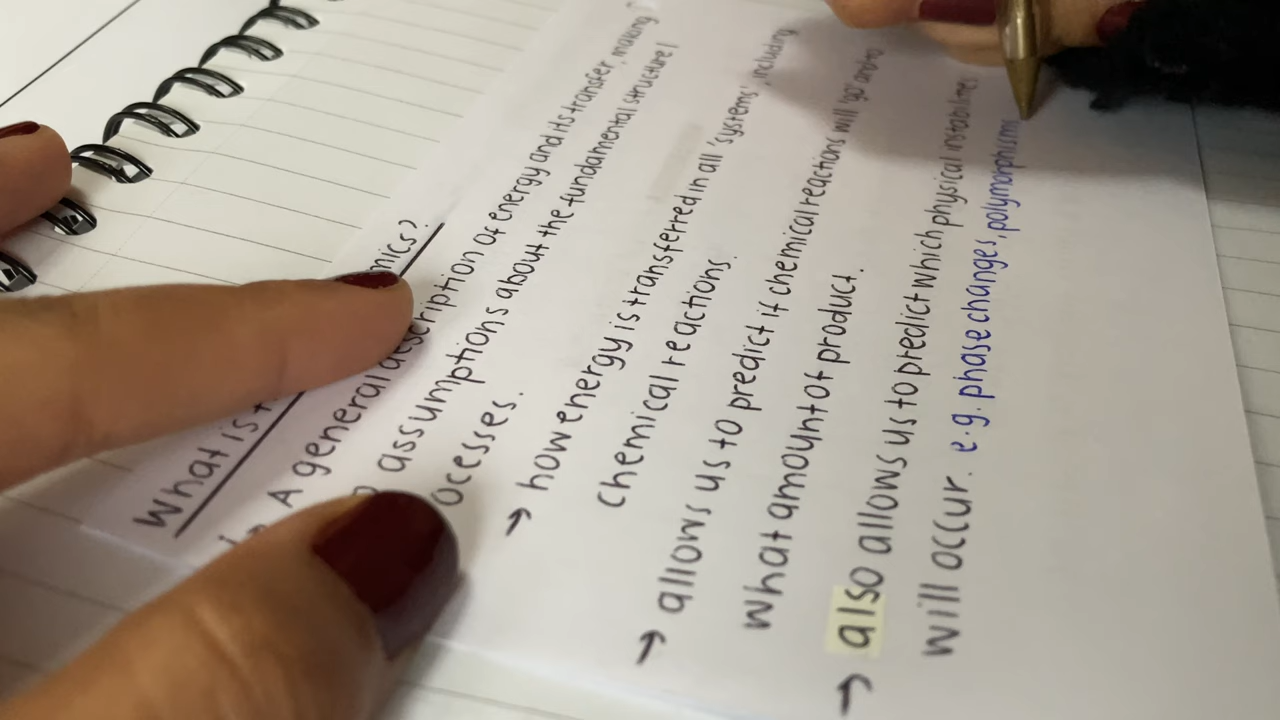 What is t mics?
A general description of energy and its transfer, making
assumptions about the fundamental structure/
ocesses.
→ how energy is transferred in all 'systems', including
chemical reactions.
→ allows us to predict if chemical reactions will 'go' and to
what amount of product.
→ also allows us to predict which physical instabilities
will occur. e.g. phase changes, polymorphisms